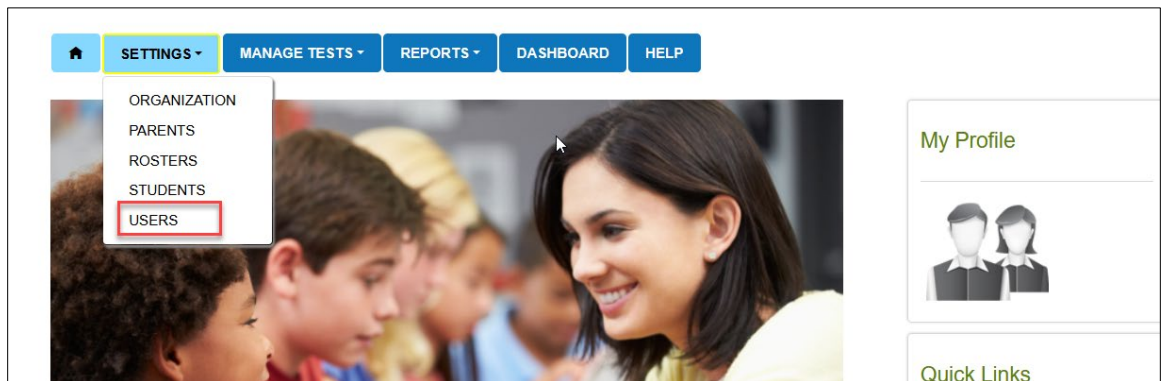 SETTINGS MANAGE TESTS REPORTS DASHBOARD HELP
ORGANIZATION
PARENTS
ROSTERS
STUDENTS
USERS
My Profile
Quick Links